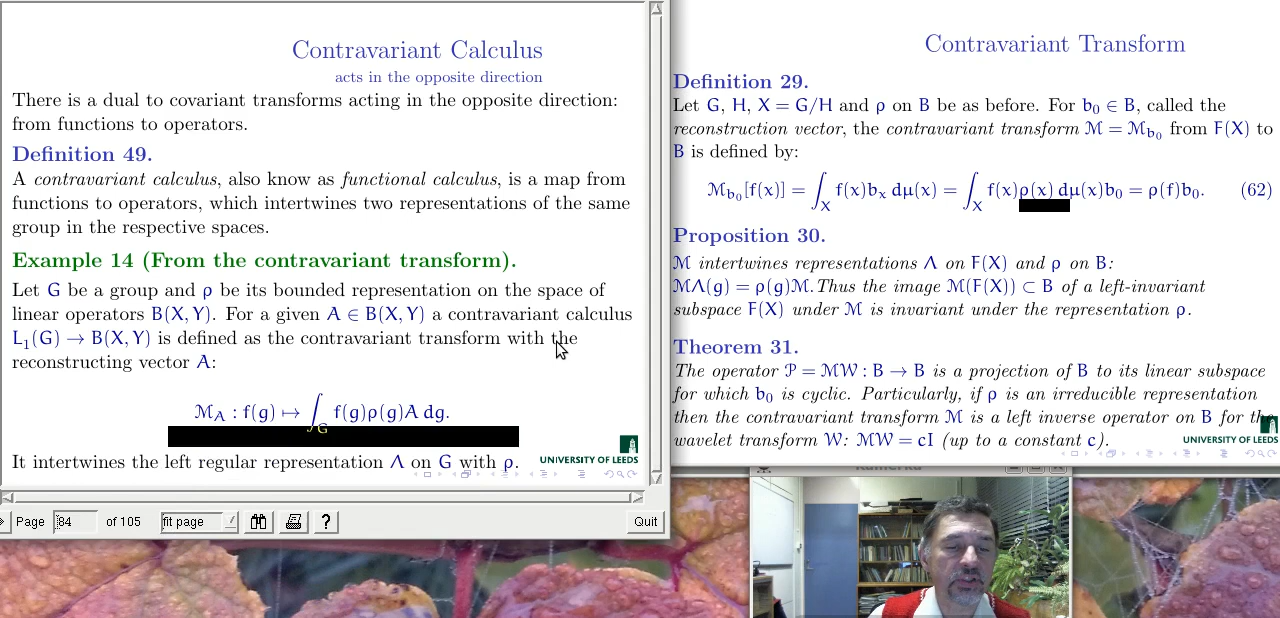 Contravariant Calculus
acts in the opposite direction
There is a dual to covariant transforms acting in the opposite direction:
from functions to operators.
Definition 49.
A contravariant calculus, also know as functional calculus, is a map from
functions to operators, which intertwines two representations of the same
group in the respective spaces.
Example 14 (From the contravariant transform).
Let G be a group and ρ be its bounded representation on the space of
linear operators B(X, Y). For a given A ∈ B(X, Y) a contravariant calculus
L₁(G) → B(X, Y) is defined as the contravariant transform with the
reconstructing vector A:
ℳ_A : f(g) ↦ ∫_G f(g)ρ(g)A dg.
It intertwines the left regular representation Λ on G with ρ.
UNIVERSITY OF LEEDS
Page 84 of 105 fit page ? Quit
Contravariant Transform
Definition 29.
Let G, H, X = G/H and ρ on B be as before. For b₀ ∈ B, called the
reconstruction vector, the contravariant transform ℳ = ℳ_b₀ from F(X) to
B is defined by:
ℳ_b₀[f(x)] = ∫_X f(x)bₓ dμ(x) = ∫_X f(x)ρ(x) dμ(x)b₀ = ρ(f)b₀. (62)
Proposition 30.
ℳ intertwines representations Λ on F(X) and ρ on B:
ℳΛ(g) = ρ(g)ℳ.Thus the image ℳ(F(X)) ⊂ B of a left-invariant
subspace F(X) under ℳ is invariant under the representation ρ.
Theorem 31.
The operator 𝒫 = ℳ𝒲 : B → B is a projection of B to its linear subspace
for which b₀ is cyclic. Particularly, if ρ is an irreducible representation
then the contravariant transform ℳ is a left inverse operator on B for the
wavelet transform 𝒲: ℳ𝒲 = cI (up to a constant c).
UNIVERSITY OF LEEDS